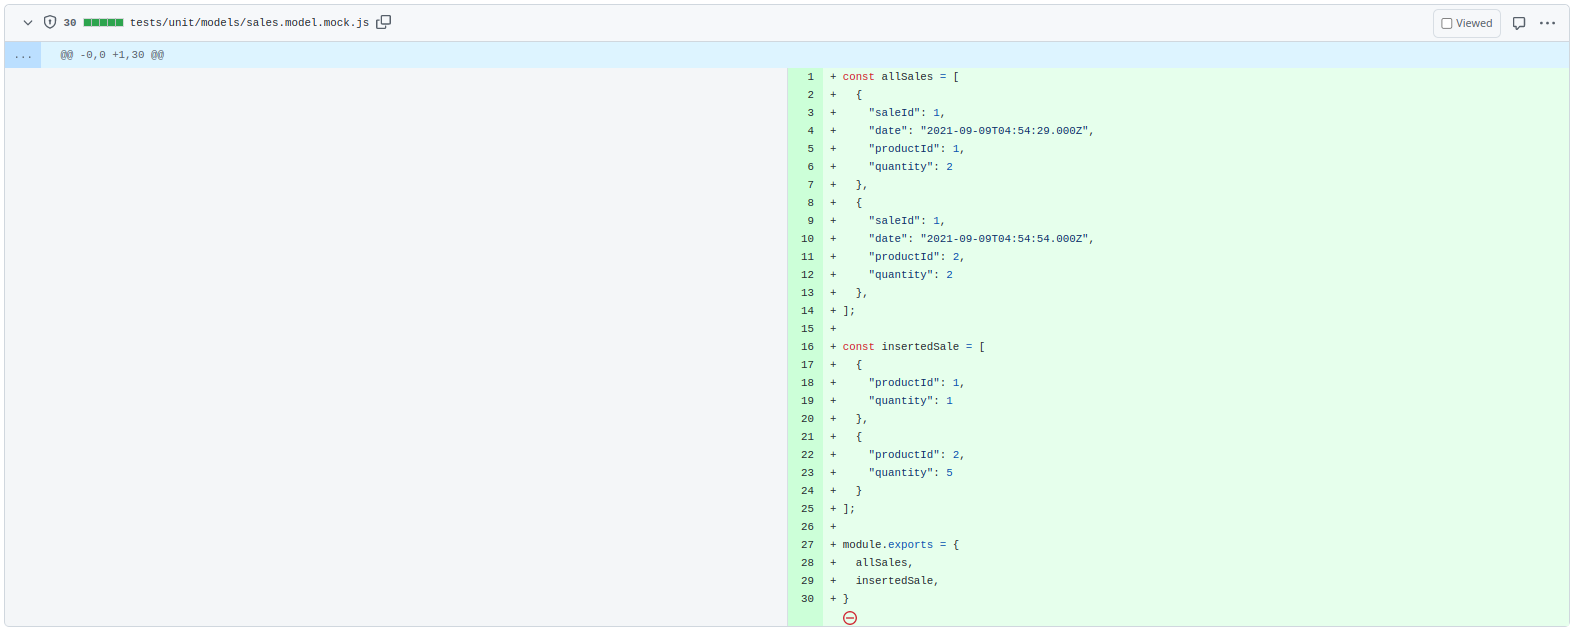 30 tests/unit/models/sales.model.mock.js Viewed ...
... @@ -0,0 +1,30 @@
1 + const allSales = [
2 +   {
3 +     "saleId": 1,
4 +     "date": "2021-09-09T04:54:29.000Z",
5 +     "productId": 1,
6 +     "quantity": 2
7 +   },
8 +   {
9 +     "saleId": 1,
10 +     "date": "2021-09-09T04:54:54.000Z",
11 +     "productId": 2,
12 +     "quantity": 2
13 +   },
14 + ];
15 +
16 + const insertedSale = [
17 +   {
18 +     "productId": 1,
19 +     "quantity": 1
20 +   },
21 +   {
22 +     "productId": 2,
23 +     "quantity": 5
24 +   }
25 + ];
26 +
27 + module.exports = {
28 +   allSales,
29 +   insertedSale,
30 + }